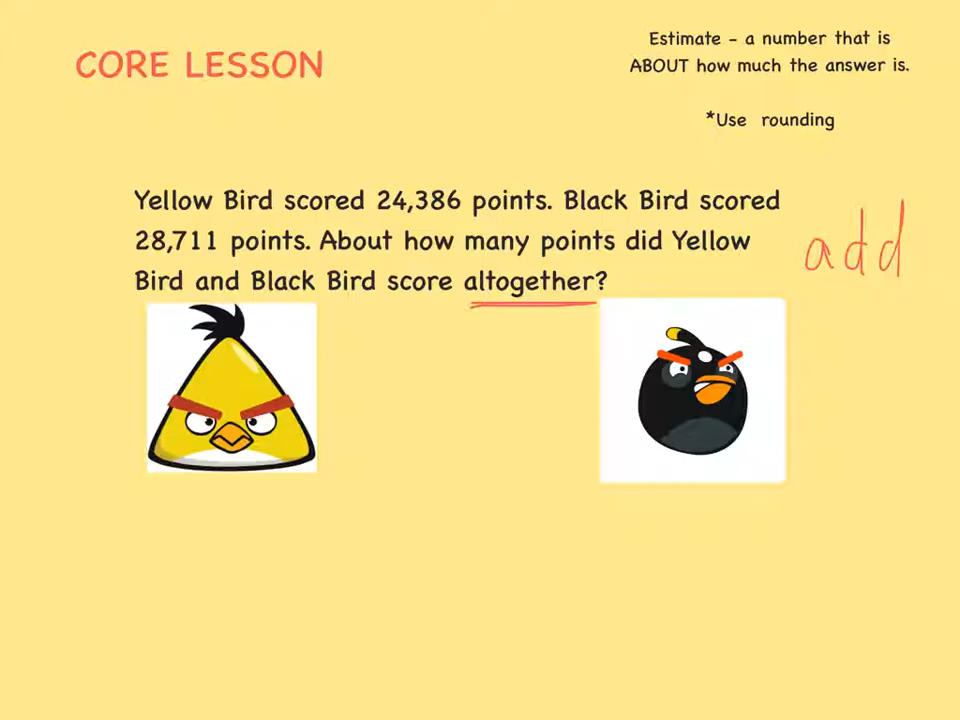 CORE LESSON
Estimate - a number that is
ABOUT how much the answer is.
*Use rounding
Yellow Bird scored 24,386 points. Black Bird scored
28,711 points. About how many points did Yellow
Bird and Black Bird score altogether?
add